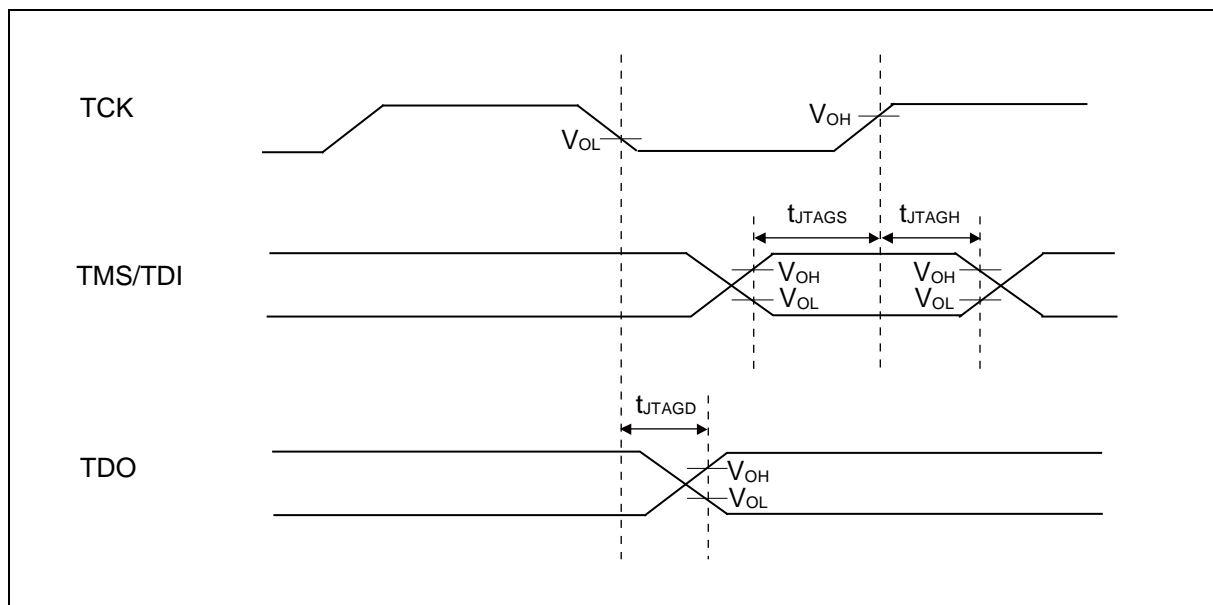 TCK
VOL
VOH
tJTAGS
tJTAGH
TMS/TDI
VOH
VOL
VOH
VOL
tJTAGD
TDO
VOH
VOL